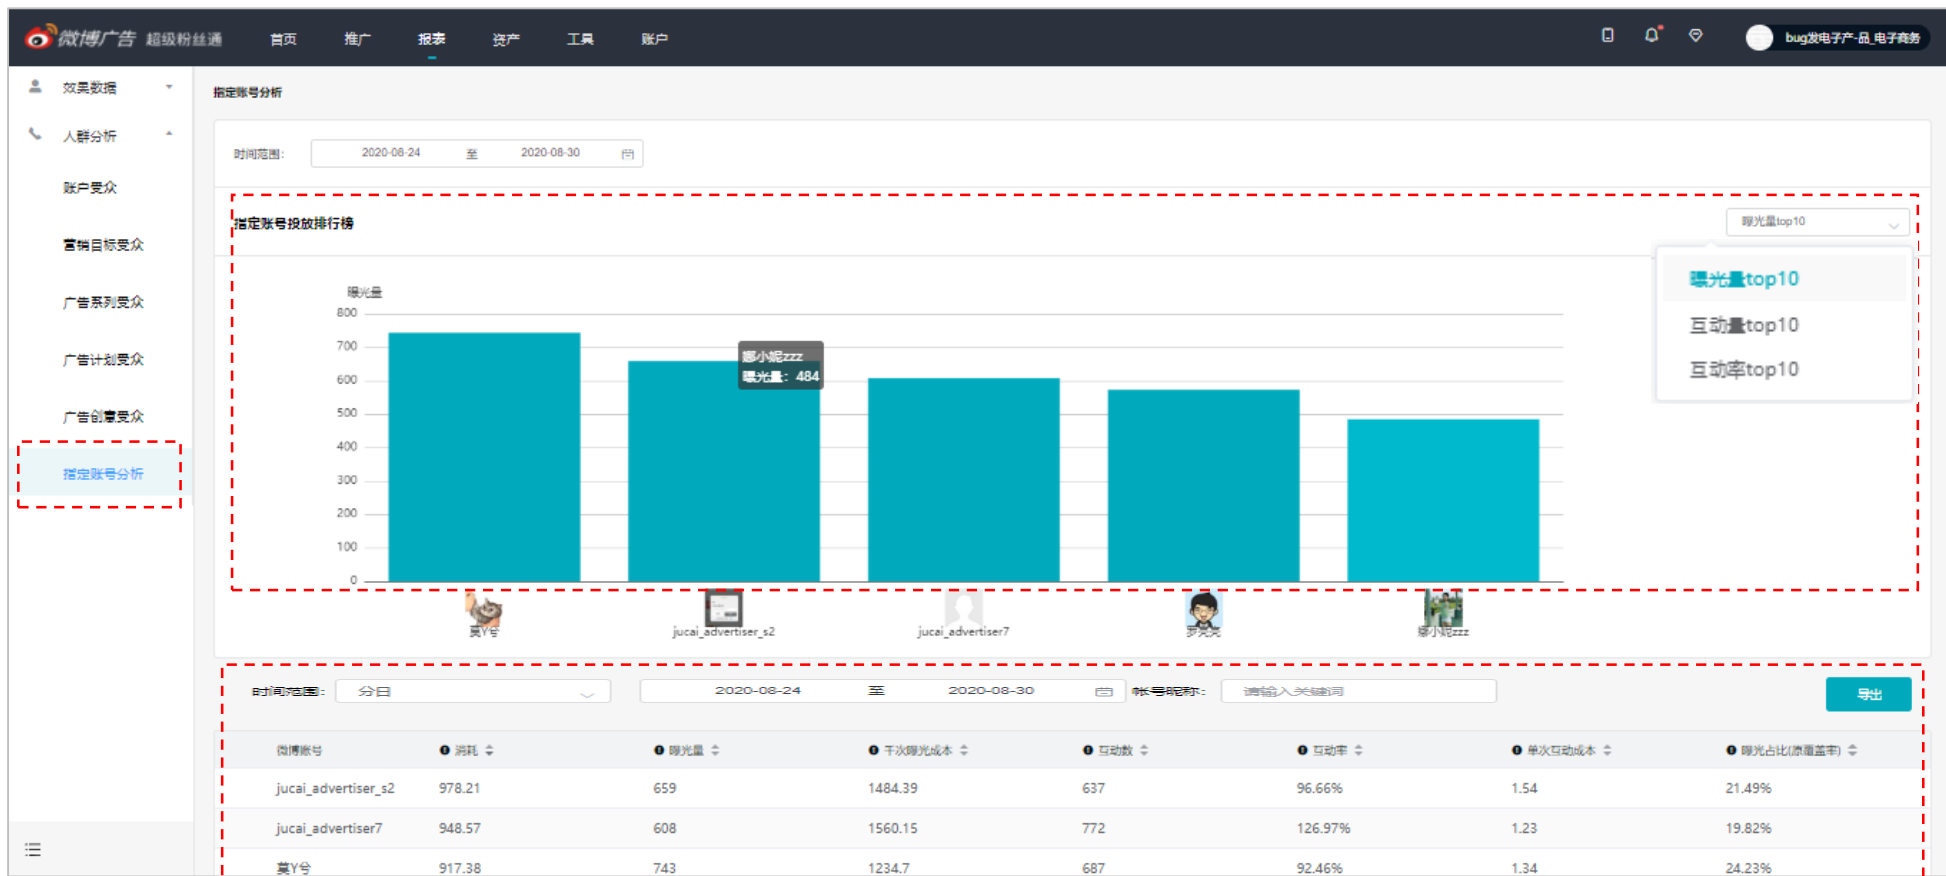 微博广告 超级粉丝通 首页 推广 报表 资产 工具 账户 bug发电子产-品_电子商务
效果数据
人群分析
账户受众
营销目标受众
广告系列受众
广告计划受众
广告创意受众
指定账号分析
指定账号分析
时间范围: 2020-08-24 至 2020-08-30
指定账号投放排行榜 曝光量top10
曝光量top10
互动量top10
互动率top10
曝光量
800
700
600
500
400
300
200
100
0
娜小妮zzz
曝光量: 484
莫Y兮 jucai_advertiser_s2 jucai_advertiser7 罗亮亮 娜小妮zzz
时间范围: 分日 2020-08-24 至 2020-08-30 帐号昵称: 请输入关键词 导出
微博账号 消耗 曝光量 千次曝光成本 互动数 互动率 单次互动成本 曝光占比(原覆盖率)
jucai_advertiser_s2 978.21 659 1484.39 637 96.66% 1.54 21.49%
jucai_advertiser7 948.57 608 1560.15 772 126.97% 1.23 19.82%
莫Y兮 917.38 743 1234.7 687 92.46% 1.34 24.23%